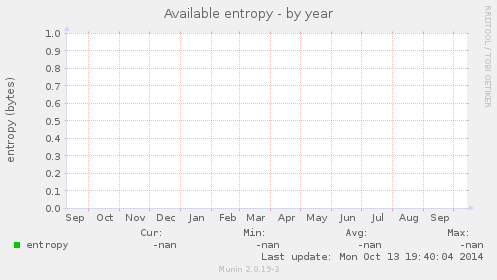 Available entropy - by year
RRDTOOL / TOBI OETIKER
entropy (bytes)
1.0
0.9
0.8
0.7
0.6
0.5
0.4
0.3
0.2
0.1
0.0
Sep Oct Nov Dec Jan Feb Mar Apr May Jun Jul Aug Sep
Cur: Min: Avg: Max:
entropy -nan -nan -nan -nan
Last update: Mon Oct 13 19:40:04 2014
Munin 2.0.19-3